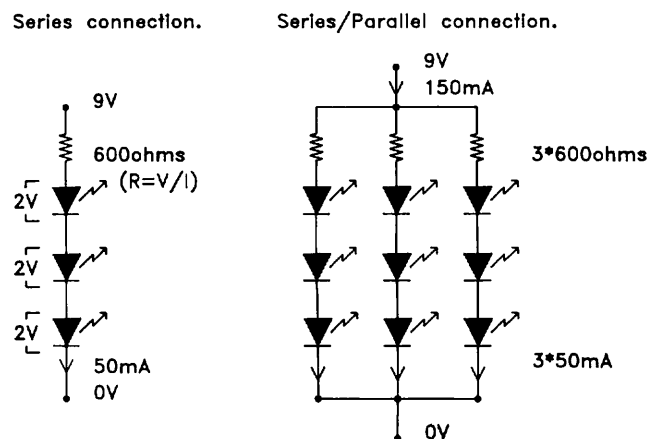 Series connection.
Series/Parallel connection.
9V
600ohms
(R=V/I)
2V
2V
2V
50mA
0V
9V
150mA
3*600ohms
3*50mA
0V